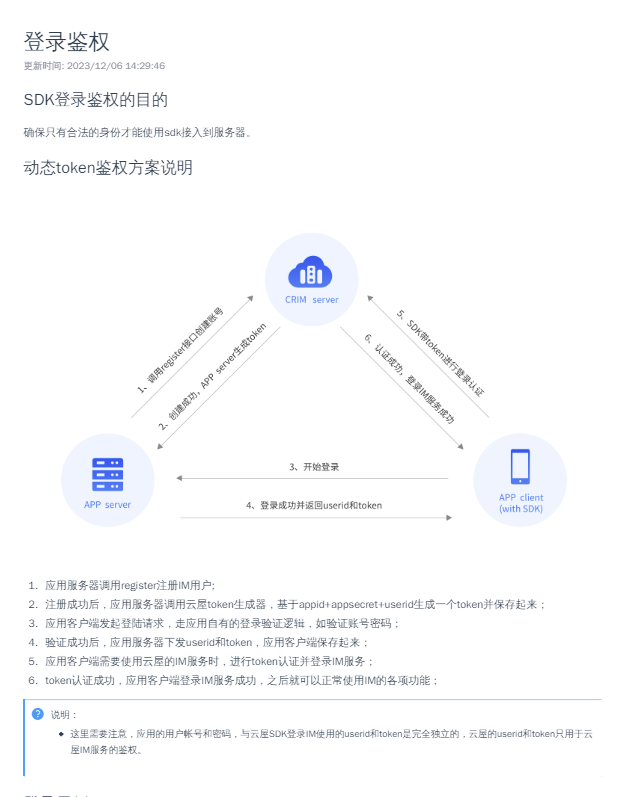 登录鉴权
更新时间: 2023/12/06 14:29:46
SDK登录鉴权的目的
确保只有合法的身份才能使用sdk接入到服务器。
动态token鉴权方案说明
CRIM server
1、调用register接口创建账号
2、创建成功，APP server生成token
5、SDK带token进行登录认证
6、认证成功，登录IM服务成功
3、开始登录
4、登录成功并返回userid和token
APP server
APP client
(with SDK)
1. 应用服务器调用register注册IM用户;
2. 注册成功后，应用服务器调用云屋token生成器，基于appid+appsecret+userid生成一个token并保存起来；
3. 应用客户端发起登陆请求，走应用自有的登录验证逻辑，如验证账号密码；
4. 验证成功后，应用服务器下发userid和token，应用客户端保存起来；
5. 应用客户端需要使用云屋的IM服务时，进行token认证并登录IM服务；
6. token认证成功，应用客户端登录IM服务成功，之后就可以正常使用IM的各项功能；
说明：
这里需要注意，应用的用户帐号和密码，与云屋SDK登录IM使用的userid和token是完全独立的，云屋的userid和token只用于云
屋IM服务的鉴权。